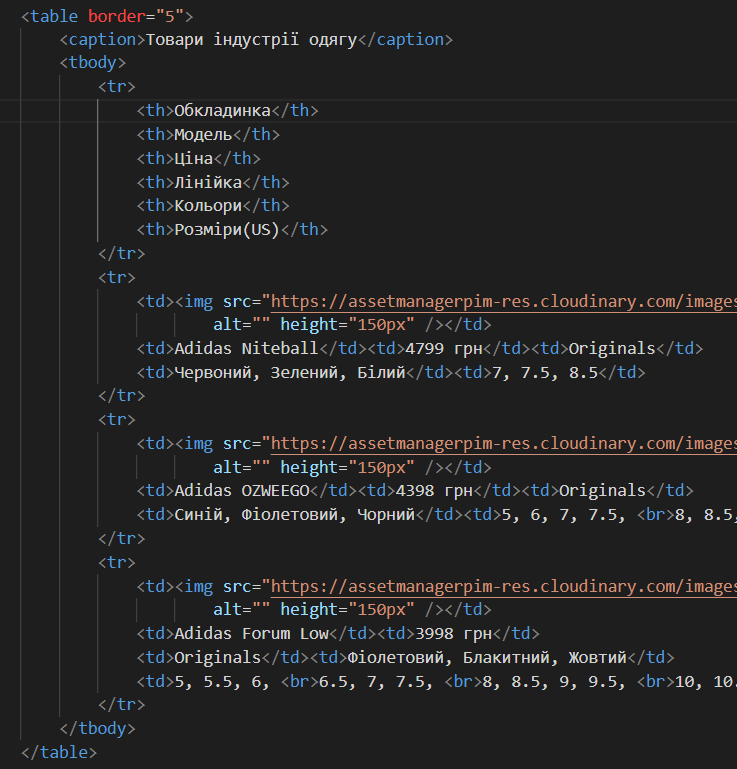 <table border="5">
<caption>Товари індустрії одягу</caption>
<tbody>
<tr>
<th>Обкладинка</th>
<th>Модель</th>
<th>Ціна</th>
<th>Лінійка</th>
<th>Кольори</th>
<th>Розміри(US)</th>
</tr>
<tr>
<td><img src="https://assetmanagerpim-res.cloudinary.com/images
alt="" height="150px" /></td>
<td>Adidas Niteball</td><td>4799 грн</td><td>Originals</td>
<td>Червоний, Зелений, Білий</td><td>7, 7.5, 8.5</td>
</tr>
<tr>
<td><img src="https://assetmanagerpim-res.cloudinary.com/images
alt="" height="150px" /></td>
<td>Adidas OZWEEGO</td><td>4398 грн</td><td>Originals</td>
<td>Синій, Фіолетовий, Чорний</td><td>5, 6, 7, 7.5, <br>8, 8.5,
</tr>
<tr>
<td><img src="https://assetmanagerpim-res.cloudinary.com/images
alt="" height="150px" /></td>
<td>Adidas Forum Low</td><td>3998 грн</td>
<td>Originals</td><td>Фіолетовий, Блакитний, Жовтий</td>
<td>5, 5.5, 6, <br>6.5, 7, 7.5, <br>8, 8.5, 9, 9.5, <br>10, 10.
</tr>
</tbody>
</table>